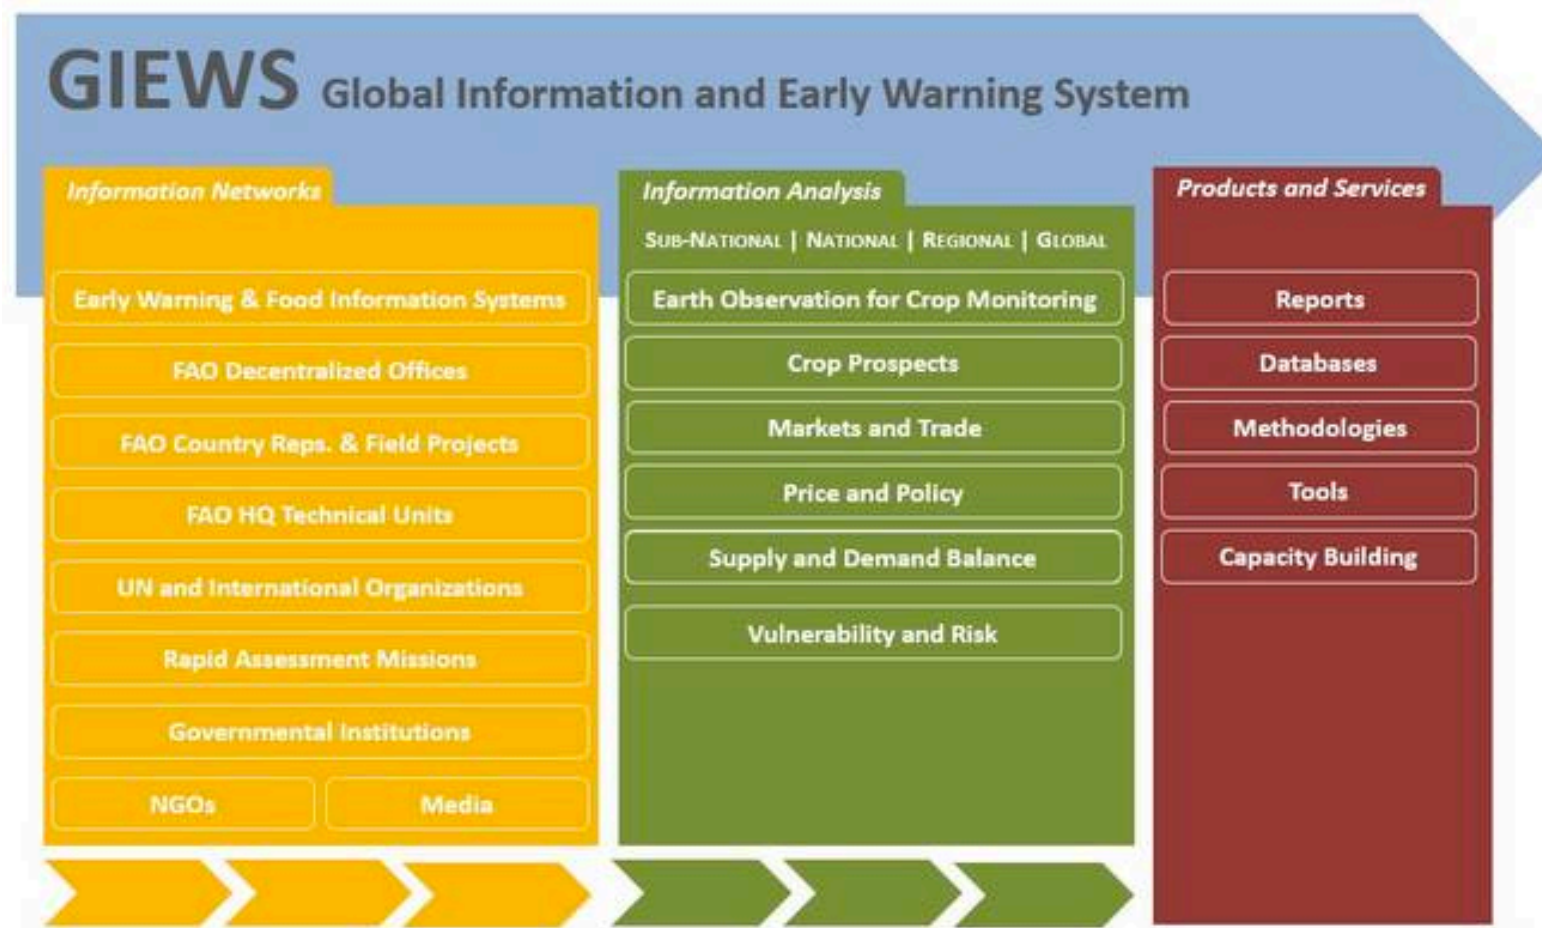 GIEWS Global Information and Early Warning System
Information Networks
Early Warning & Food Information Systems
FAO Decentralized Offices
FAO Country Reps. & Field Projects
FAO HQ Technical Units
UN and International Organizations
Rapid Assessment Missions
Governmental Institutions
NGOs
Media
Information Analysis
SUB-NATIONAL | NATIONAL | REGIONAL | GLOBAL
Earth Observation for Crop Monitoring
Crop Prospects
Markets and Trade
Price and Policy
Supply and Demand Balance
Vulnerability and Risk
Products and Services
Reports
Databases
Methodologies
Tools
Capacity Building